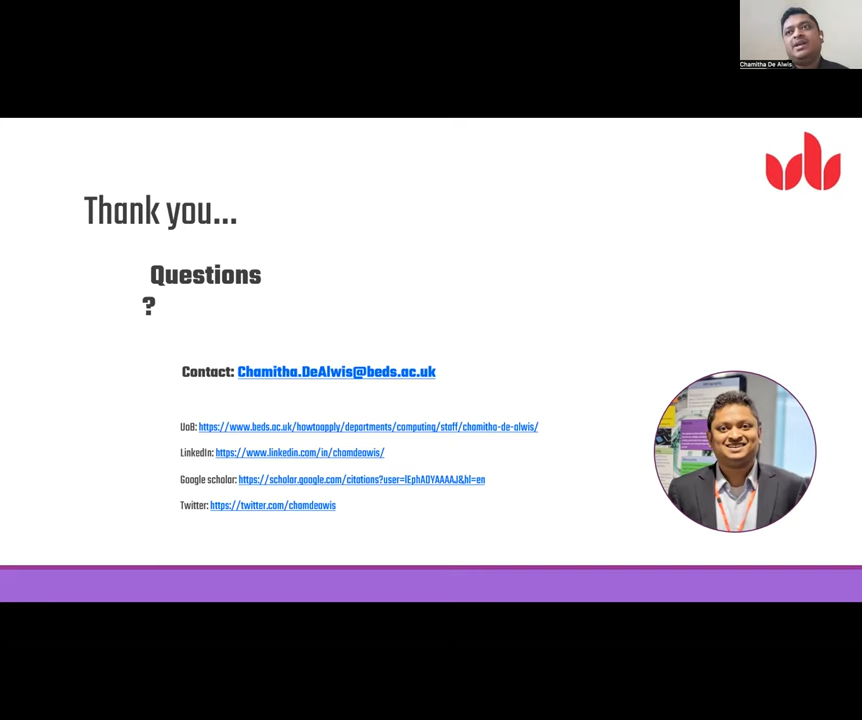 Chamitha De Alwis
Thank you...
Questions
?
Contact: Chamitha.DeAlwis@beds.ac.uk
UoB: https://www.beds.ac.uk/howtoapply/departments/computing/staff/chamitha-de-alwis/
LinkedIn: https://www.linkedin.com/in/chamdeawis/
Google scholar: https://scholar.google.com/citations?user=lEphAOYAAAAJ&hl=en
Twitter: https://twitter.com/chamdeawis